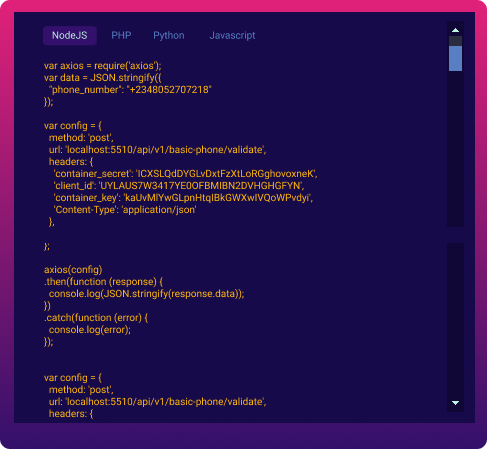 NodeJS PHP Python Javascript
var axios = require('axios');
var data = JSON.stringify({
"phone_number": "+2348052707218"
});
var config = {
method: 'post',
url: 'localhost:5510/api/v1/basic-phone/validate',
headers: {
'container_secret': 'ICXSLQdDYGLvDxtFzXtLoRGghovoxneK',
'client_id': 'UYLAUS7W3417YE0OFBMIBN2DVHGHGFYN',
'container_key': 'kaUvMlYwGLpnHtqIBkGWXwIVQoWPvdyi',
'Content-Type': 'application/json'
},
};
axios(config)
.then(function (response) {
console.log(JSON.stringify(response.data));
})
.catch(function (error) {
console.log(error);
});
var config = {
method: 'post',
url: 'localhost:5510/api/v1/basic-phone/validate',
headers: {